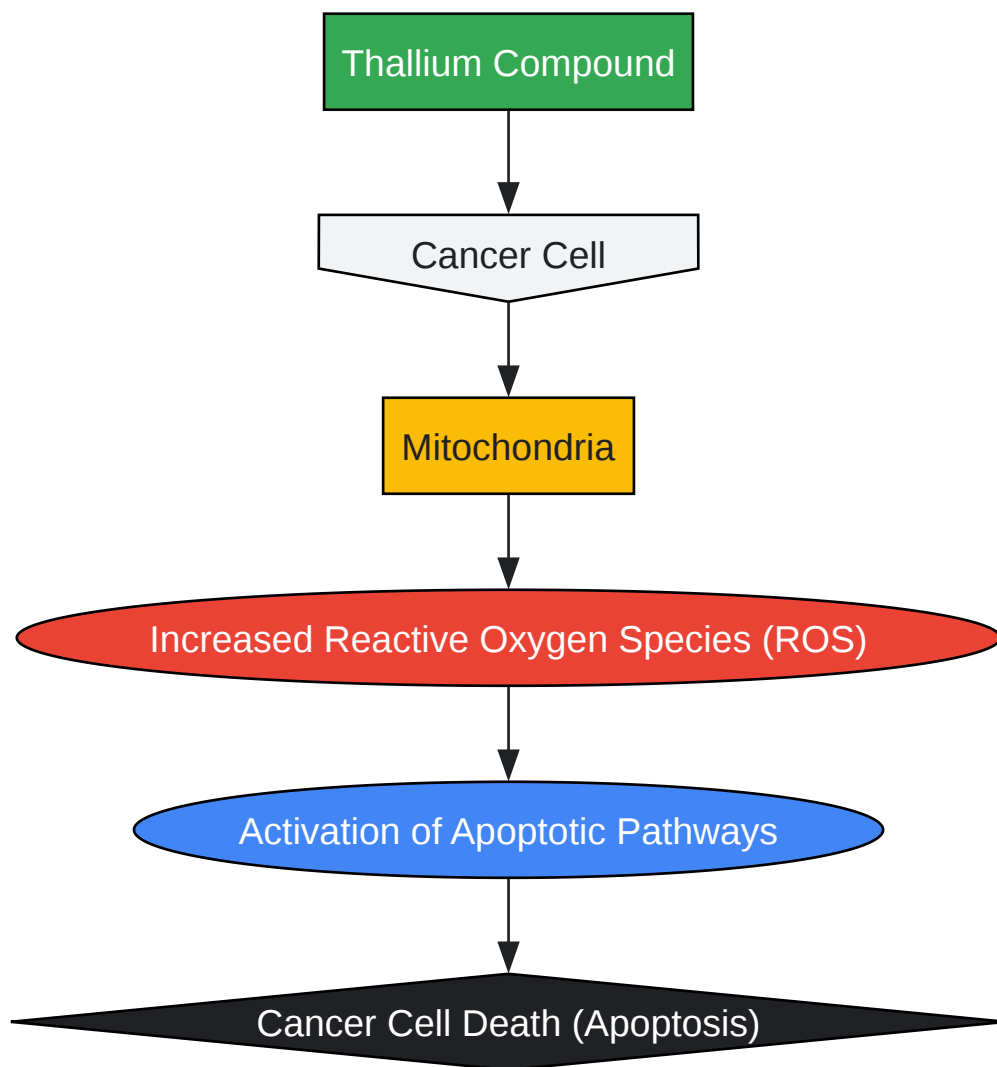 Thallium Compound
Cancer Cell
Mitochondria
Increased Reactive Oxygen Species (ROS)
Activation of Apoptotic Pathways
Cancer Cell Death (Apoptosis)